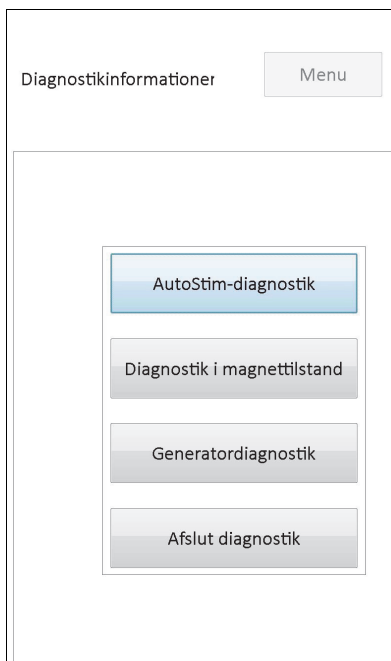 Diagnostikinformationer
Menu
AutoStim-diagnostik
Diagnostik i magnettilstand
Generatordiagnostik
Afslut diagnostik